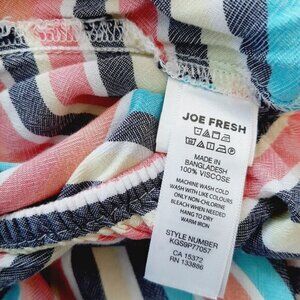 JOE FRESH
MADE IN
BANGLADESH
100% VISCOSE
MACHINE WASH COLD
WASH WITH LIKE COLOURS
ONLY NON-CHLORINE
BLEACH WHEN NEEDED
HANG TO DRY
WARM IRON
STYLE NUMBER
KGS9P77057
CA 15372
RN 133886